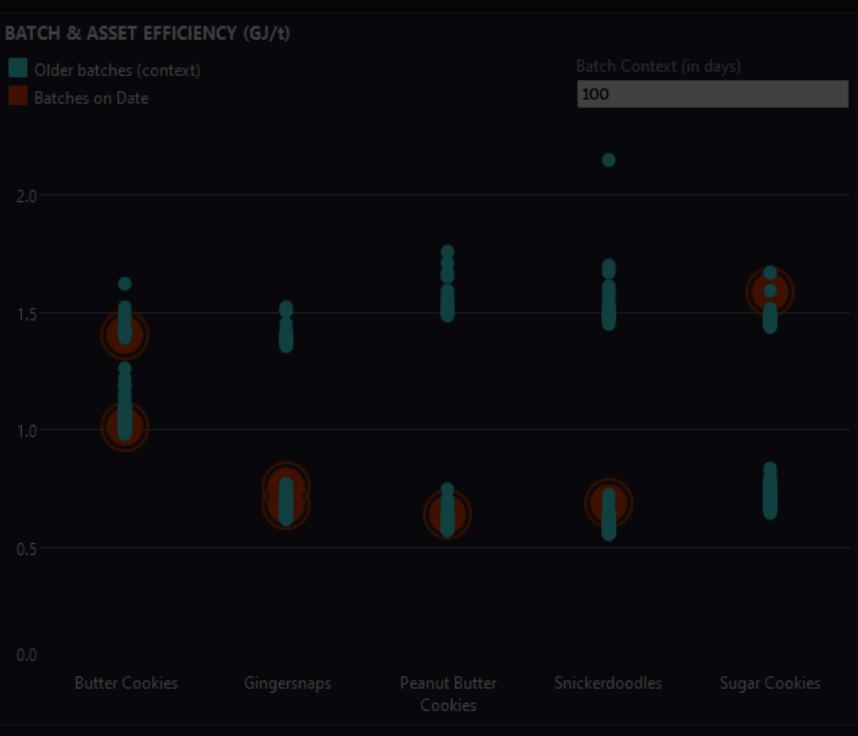 BATCH & ASSET EFFICIENCY (GJ/t)
Older batches (context)
Batches on Date
Batch Context (in days)
100
2.0
1.5
1.0
0.5
0.0
Butter Cookies
Gingersnaps
Peanut Butter
Cookies
Snickerdoodles
Sugar Cookies